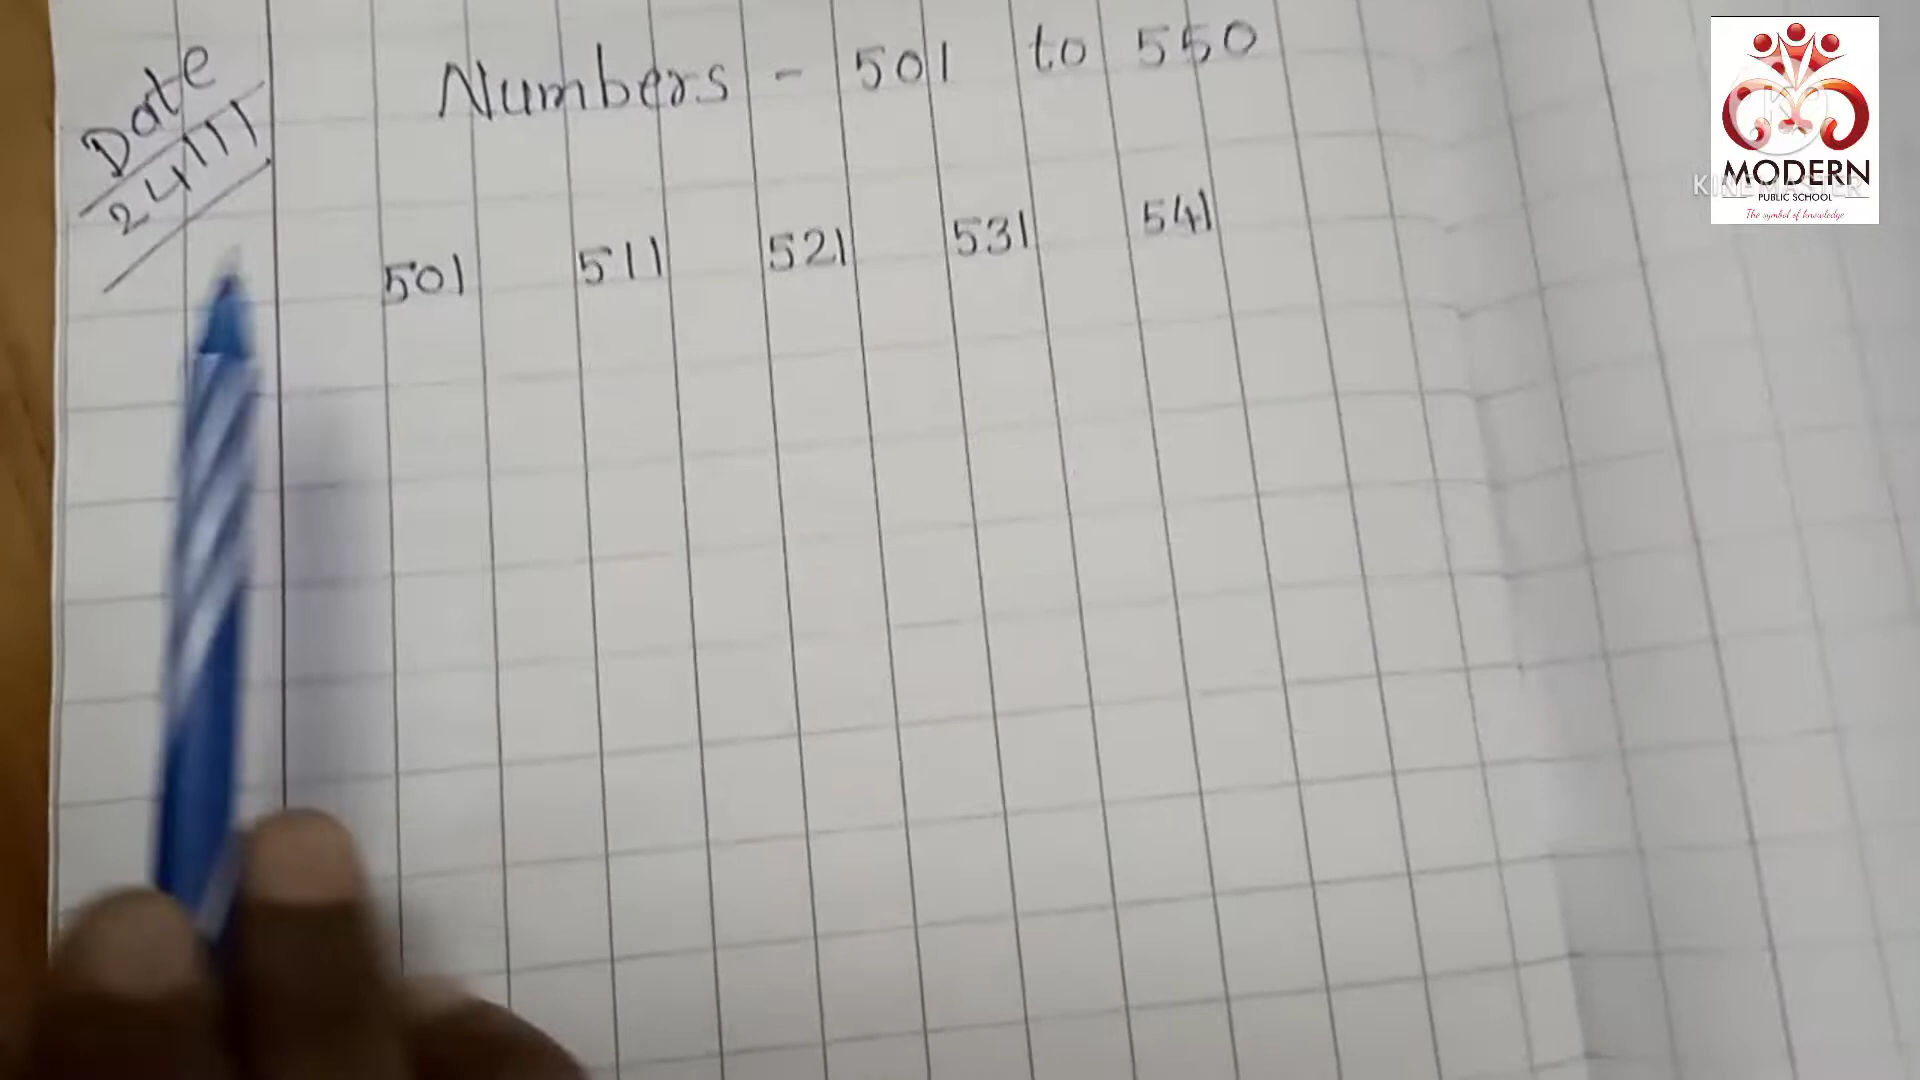 Date
24/11
Numbers - 501 to 550
501 511 521 531 541
MODERN
KINEMASTER
PUBLIC SCHOOL
The symbol of knowledge